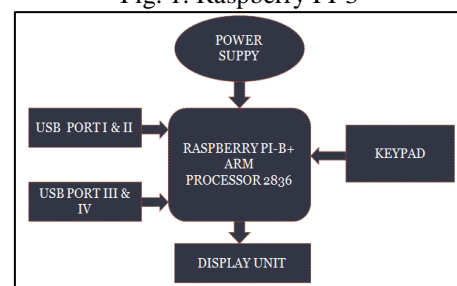 Fig. 1: Raspberry PI 3
POWER
SUPPY
USB PORT I & II
RASPBERRY PI-B+
ARM
PROCESSOR 2836
KEYPAD
USB PORT III &
IV
DISPLAY UNIT